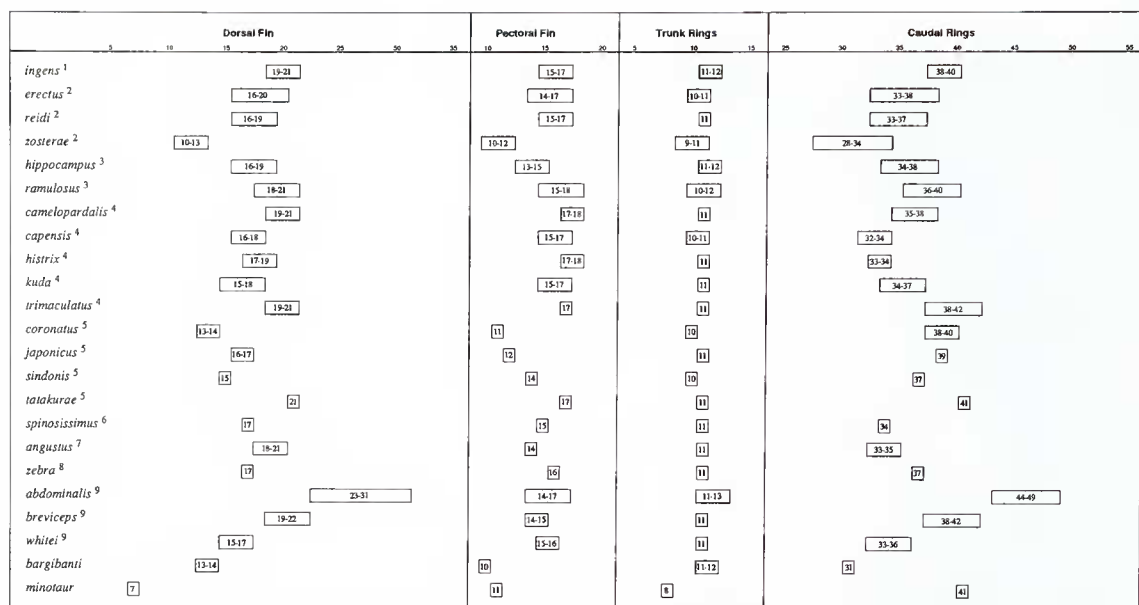 Dorsal Fin Pectoral Fin Trunk Rings Caudal Rings
5 10 15 20 25 30 35 10 15 20 5 10 15 25 30 35 40 45 50 55
ingens 1 19-21 15-17 11-12 38-40
erectus 2 16-20 14-17 10-11 33-38
reidi 2 16-19 15-17 11 33-37
zosterae 2 10-13 10-12 9-11 28-34
hippocampus 3 16-19 13-15 11-12 34-38
ramulosus 3 18-21 15-18 10-12 36-40
camelopardalis 4 19-21 17-18 11 35-38
capensis 4 16-18 15-17 10-11 32-34
histrix 4 17-19 17-18 11 33-34
kuda 4 15-18 15-17 11 34-37
trimaculatus 4 19-21 17 11 38-42
coronatus 5 13-14 11 10 38-40
japonicus 5 16-17 12 11 39
sindonis 5 15 14 10 37
tatakurae 5 21 17 11 41
spinosissimus 6 17 15 11 34
angustus 7 18-21 14 11 33-35
zebra 8 17 16 11 37
abdominalis 9 23-31 14-17 11-13 44-49
breviceps 9 19-22 14-15 11 38-42
whitei 9 15-17 15-16 11 33-36
bargibanti 13-14 10 11-12 31
minotaur 7 11 8 41